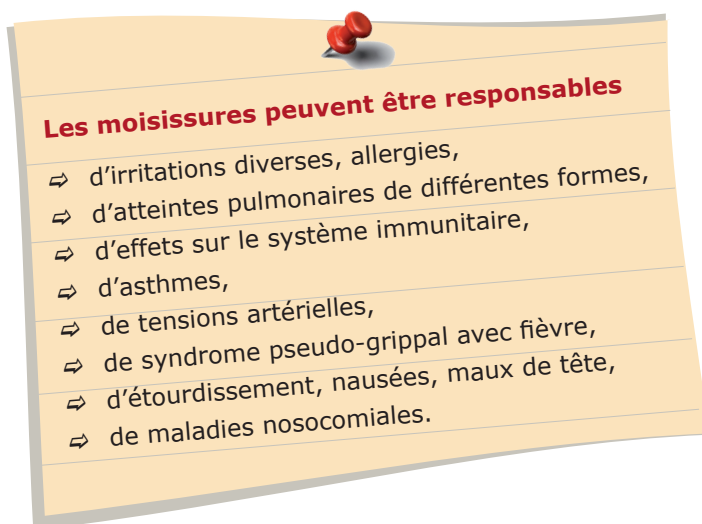 Les moisissures peuvent être responsables
➯ d'irritations diverses, allergies,
➯ d'atteintes pulmonaires de différentes formes,
➯ d'effets sur le système immunitaire,
➯ d'asthmes,
➯ de tensions artérielles,
➯ de syndrome pseudo-grippal avec fièvre,
➯ d'étourdissement, nausées, maux de tête,
➯ de maladies nosocomiales.